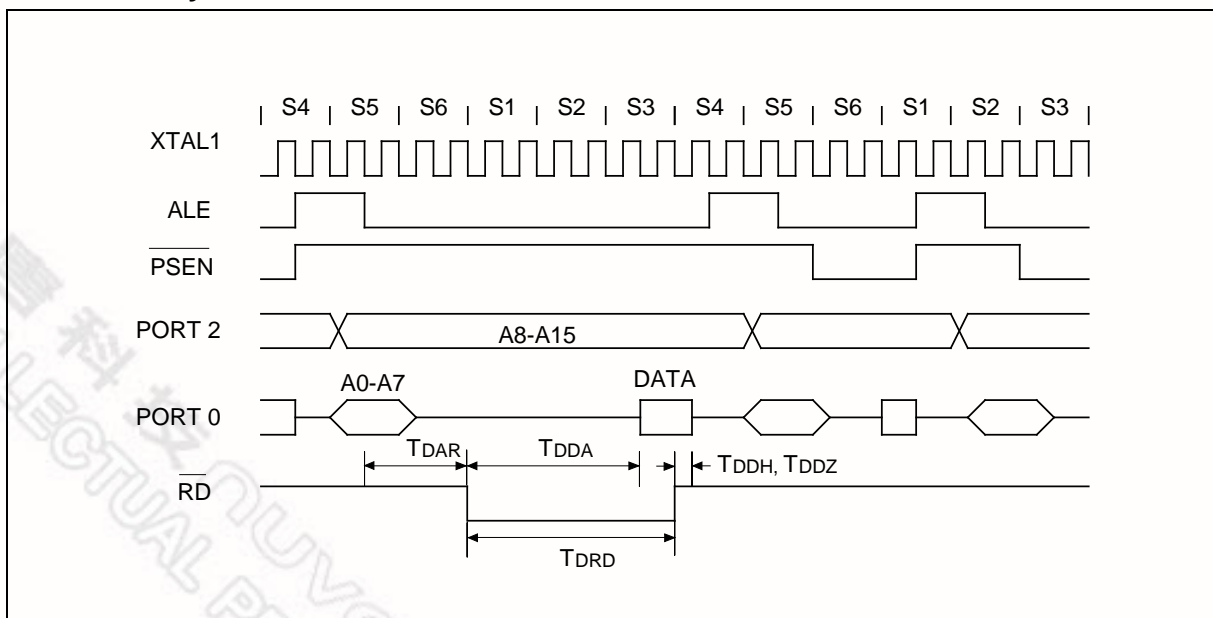 S4 S5 S6 S1 S2 S3 S4 S5 S6 S1 S2 S3
XTAL1
ALE
PSEN
PORT 2
A8-A15
A0-A7
DATA
PORT 0
TDAR
TDDA
TDDH, TDDZ
RD
TDRD